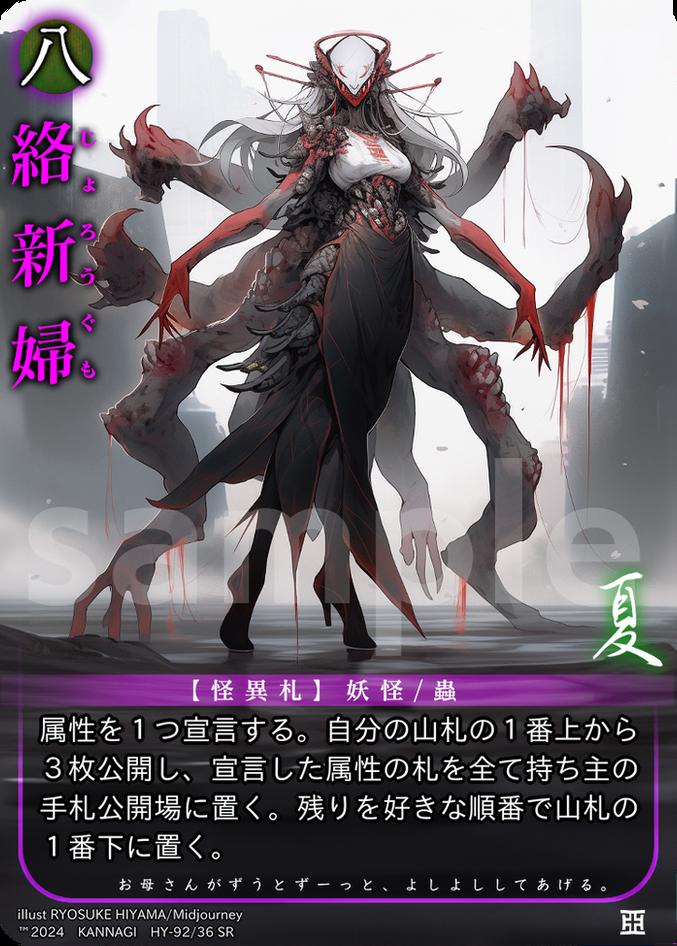 八
絡新婦
じょろうぐも
sample
夏
【怪異札】妖怪/蟲
属性を１つ宣言する。自分の山札の１番上から
３枚公開し、宣言した属性の札を全て持ち主の
手札公開場に置く。残りを好きな順番で山札の
１番下に置く。
お母さんがずうとずーっと、よしよししてあげる。
illust RYOSUKE HIYAMA/Midjourney
™2024 KANNAGI HY-92/36 SR